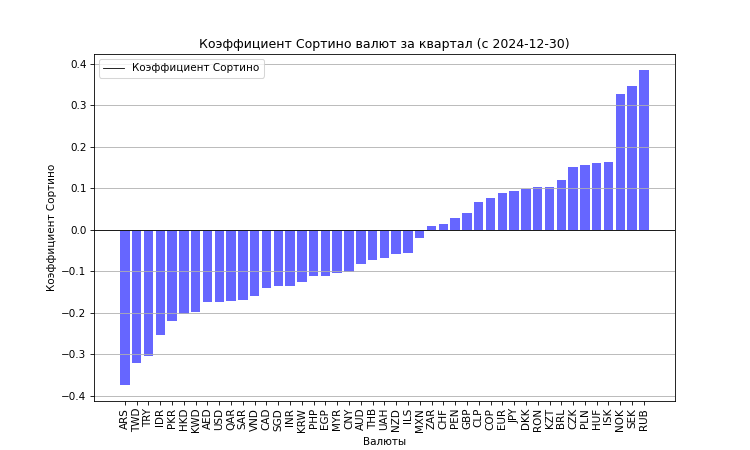 Коэффициент Сортино валют за квартал (с 2024-12-30)
Коэффициент Сортино
0.4
0.3
0.2
0.1
0.0
−0.1
−0.2
−0.3
−0.4
Коэффициент Сортино
ARS TWD TRY IDR PKR HKD KWD AED USD QAR SAR VND CAD SGD INR KRW PHP EGP MYR CNY AUD THB UAH NZD ILS MXN ZAR CHF PEN GBP CLP COP EUR JPY DKK RON KZT BRL CZK PLN HUF ISK NOK SEK RUB
Валюты